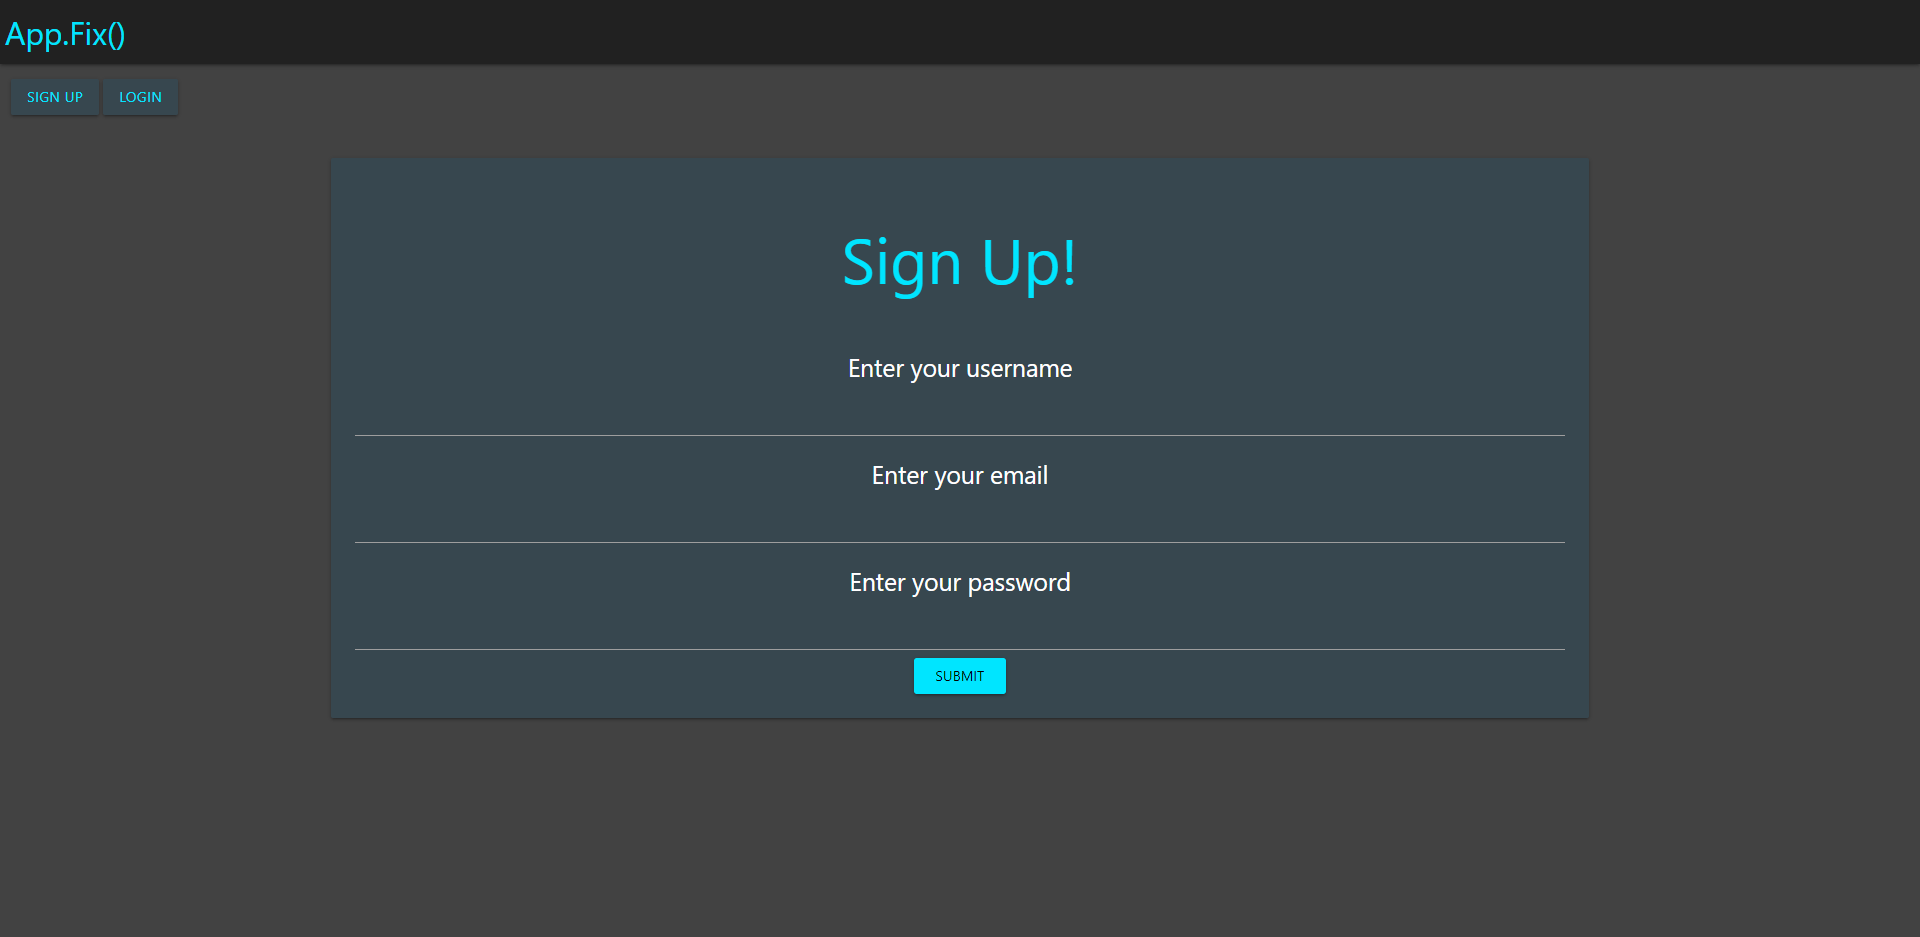 App.Fix()
SIGN UP LOGIN
Sign Up!
Enter your username
Enter your email
Enter your password
SUBMIT